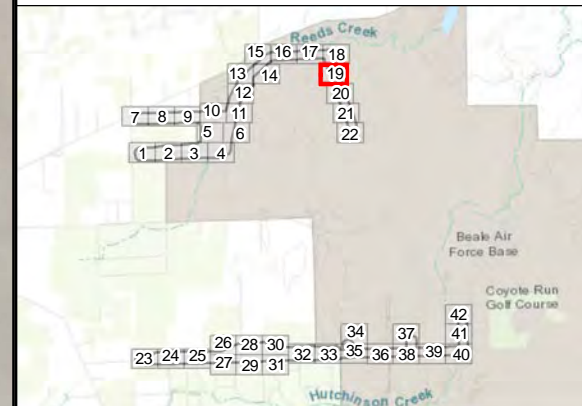 Reeds Creek
15 16 17 18
13 14 19
12 20
7 8 9 10 11 21
5 6 22
1 2 3 4
Beale Air
Force Base
Coyote Run
Golf Course
42
34 37 41
26 28 30
23 24 25 27 29 31 32 33 35 36 38 39 40
Hutchinson Creek